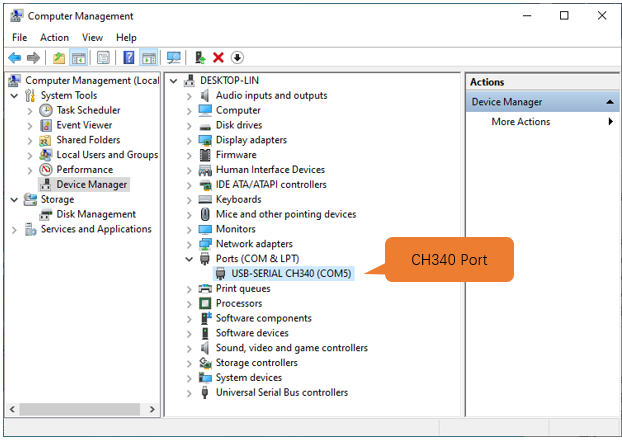 Computer Management
File Action View Help
Computer Management (Local
System Tools
Task Scheduler
Event Viewer
Shared Folders
Local Users and Groups
Performance
Device Manager
Storage
Disk Management
Services and Applications
DESKTOP-LIN
Audio inputs and outputs
Computer
Disk drives
Display adapters
Firmware
Human Interface Devices
IDE ATA/ATAPI controllers
Keyboards
Mice and other pointing devices
Monitors
Network adapters
Ports (COM & LPT)
USB-SERIAL CH340 (COM5)
Print queues
Processors
Software components
Software devices
Sound, video and game controllers
Storage controllers
System devices
Universal Serial Bus controllers
CH340 Port
Actions
Device Manager
More Actions